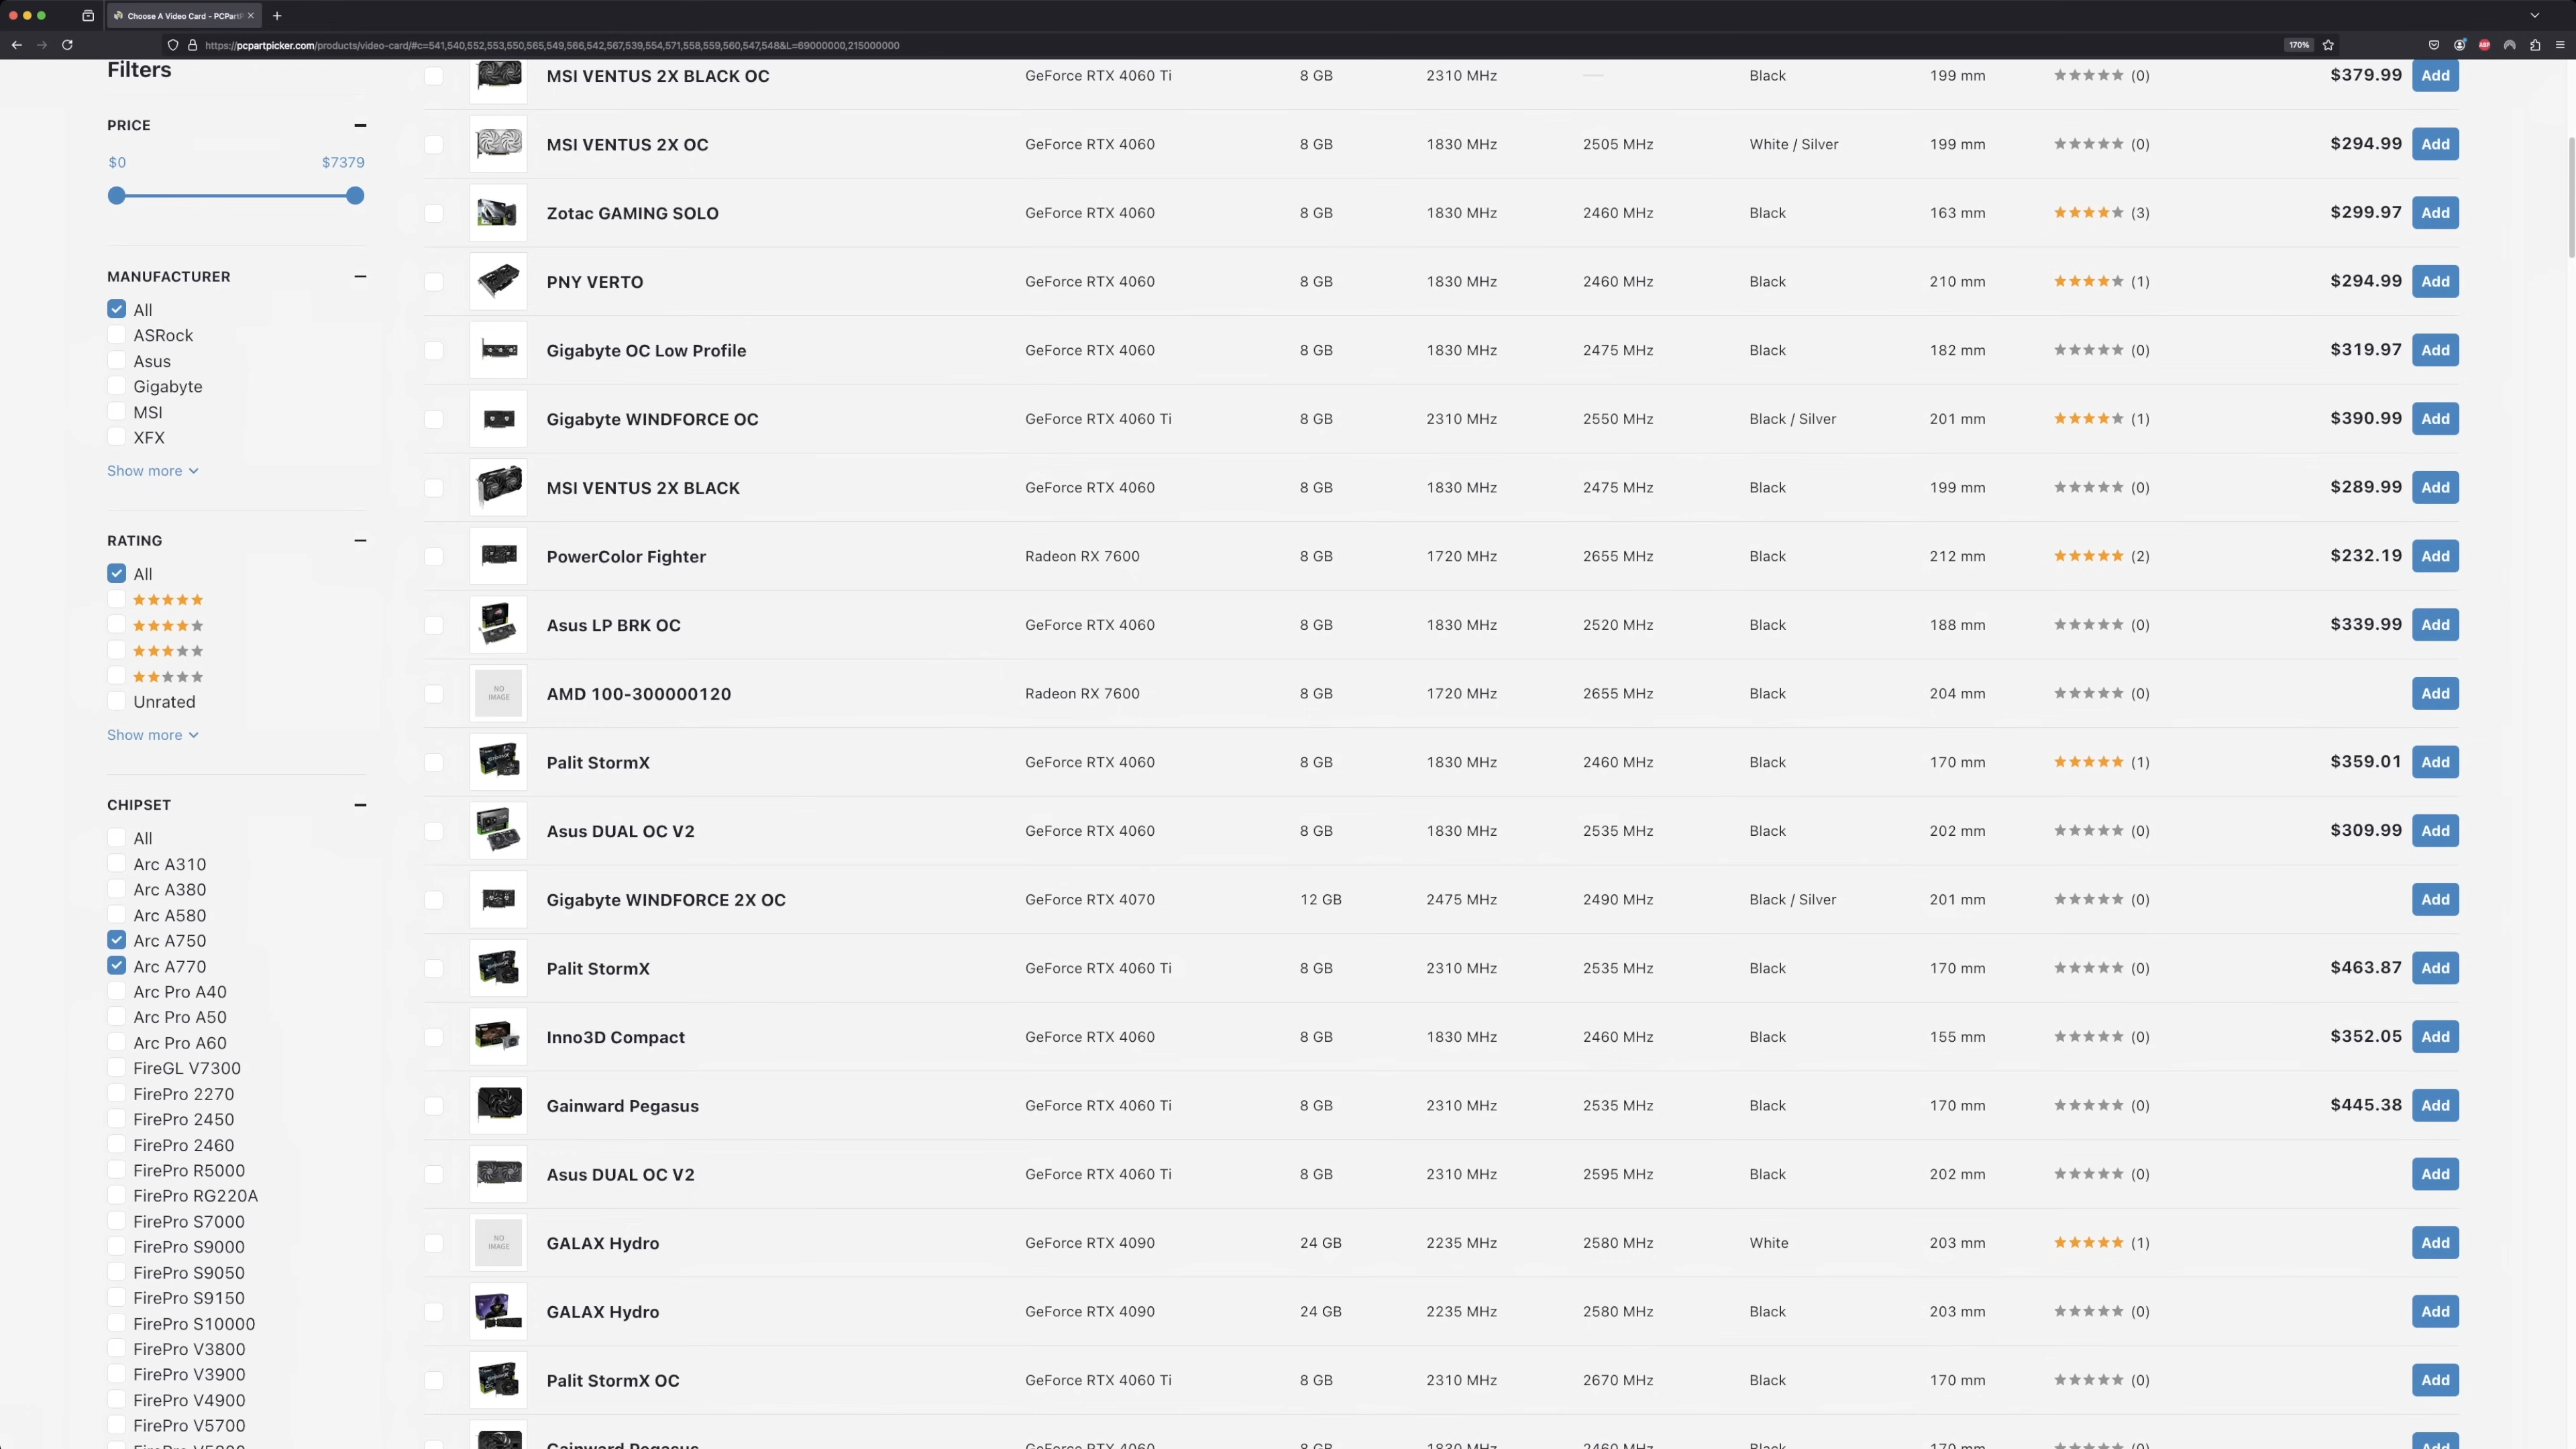 Choose A Video Card - PCPartP
https://pcpartpicker.com/products/video-card/#c=541,540,552,553,550,565,549,566,542,567,539,554,571,558,559,560,547,548&L=69000000,215000000
170%
ABP
Filters
PRICE
$0 $7379
MANUFACTURER
All
ASRock
Asus
Gigabyte
MSI
XFX
Show more
RATING
All
Unrated
Show more
CHIPSET
All
Arc A310
Arc A380
Arc A580
Arc A750
Arc A770
Arc Pro A40
Arc Pro A50
Arc Pro A60
FireGL V7300
FirePro 2270
FirePro 2450
FirePro 2460
FirePro R5000
FirePro RG220A
FirePro S7000
FirePro S9000
FirePro S9050
FirePro S9150
FirePro S10000
FirePro V3800
FirePro V3900
FirePro V4900
FirePro V5700
MSI VENTUS 2X BLACK OC GeForce RTX 4060 Ti 8 GB 2310 MHz — Black 199 mm (0) $379.99 Add
MSI VENTUS 2X OC GeForce RTX 4060 8 GB 1830 MHz 2505 MHz White / Silver 199 mm (0) $294.99 Add
Zotac GAMING SOLO GeForce RTX 4060 8 GB 1830 MHz 2460 MHz Black 163 mm (3) $299.97 Add
PNY VERTO GeForce RTX 4060 8 GB 1830 MHz 2460 MHz Black 210 mm (1) $294.99 Add
Gigabyte OC Low Profile GeForce RTX 4060 8 GB 1830 MHz 2475 MHz Black 182 mm (0) $319.97 Add
Gigabyte WINDFORCE OC GeForce RTX 4060 Ti 8 GB 2310 MHz 2550 MHz Black / Silver 201 mm (1) $390.99 Add
MSI VENTUS 2X BLACK GeForce RTX 4060 8 GB 1830 MHz 2475 MHz Black 199 mm (0) $289.99 Add
PowerColor Fighter Radeon RX 7600 8 GB 1720 MHz 2655 MHz Black 212 mm (2) $232.19 Add
Asus LP BRK OC GeForce RTX 4060 8 GB 1830 MHz 2520 MHz Black 188 mm (0) $339.99 Add
NO IMAGE AMD 100-300000120 Radeon RX 7600 8 GB 1720 MHz 2655 MHz Black 204 mm (0) Add
Palit StormX GeForce RTX 4060 8 GB 1830 MHz 2460 MHz Black 170 mm (1) $359.01 Add
Asus DUAL OC V2 GeForce RTX 4060 8 GB 1830 MHz 2535 MHz Black 202 mm (0) $309.99 Add
Gigabyte WINDFORCE 2X OC GeForce RTX 4070 12 GB 2475 MHz 2490 MHz Black / Silver 201 mm (0) Add
Palit StormX GeForce RTX 4060 Ti 8 GB 2310 MHz 2535 MHz Black 170 mm (0) $463.87 Add
Inno3D Compact GeForce RTX 4060 8 GB 1830 MHz 2460 MHz Black 155 mm (0) $352.05 Add
Gainward Pegasus GeForce RTX 4060 Ti 8 GB 2310 MHz 2535 MHz Black 170 mm (0) $445.38 Add
Asus DUAL OC V2 GeForce RTX 4060 Ti 8 GB 2310 MHz 2595 MHz Black 202 mm (0) Add
NO IMAGE GALAX Hydro GeForce RTX 4090 24 GB 2235 MHz 2580 MHz White 203 mm (1) Add
GALAX Hydro GeForce RTX 4090 24 GB 2235 MHz 2580 MHz Black 203 mm (0) Add
Palit StormX OC GeForce RTX 4060 Ti 8 GB 2310 MHz 2670 MHz Black 170 mm (0) Add
Gainward Pegasus GeForce RTX 4060 8 GB 1830 MHz 2460 MHz Black 170 mm (0) Add